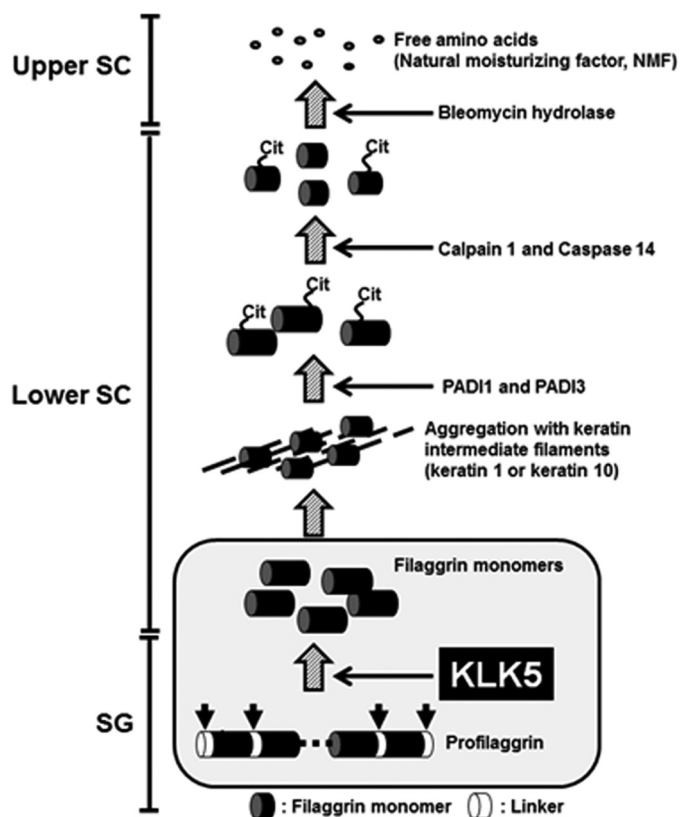 Upper SC
Free amino acids
(Natural moisturizing factor, NMF)
Bleomycin hydrolase
Cit
Cit
Calpain 1 and Caspase 14
Cit
Cit
Cit
Lower SC
PADI1 and PADI3
Aggregation with keratin
intermediate filaments
(keratin 1 or keratin 10)
Filaggrin monomers
KLK5
SG
Profilaggrin
: Filaggrin monomer
: Linker